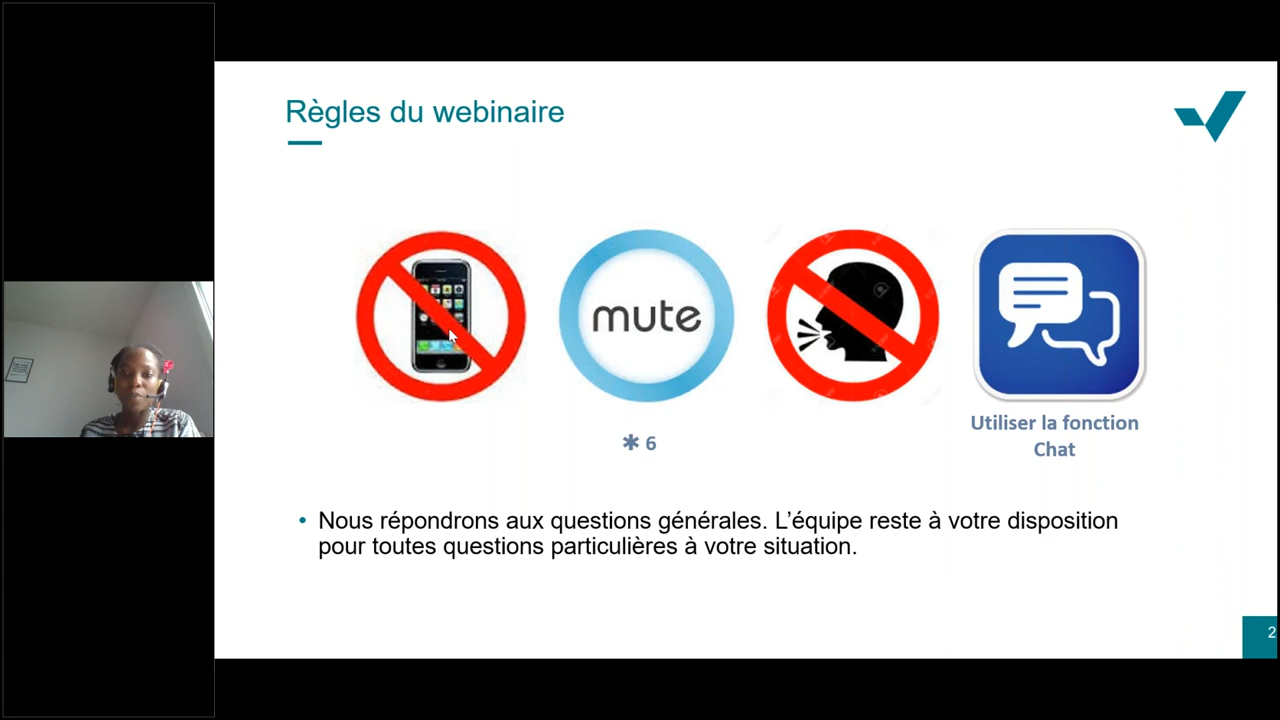 Règles du webinaire
mute
✱ 6
Utiliser la fonction
Chat
• Nous répondrons aux questions générales. L’équipe reste à votre disposition
pour toutes questions particulières à votre situation.
2